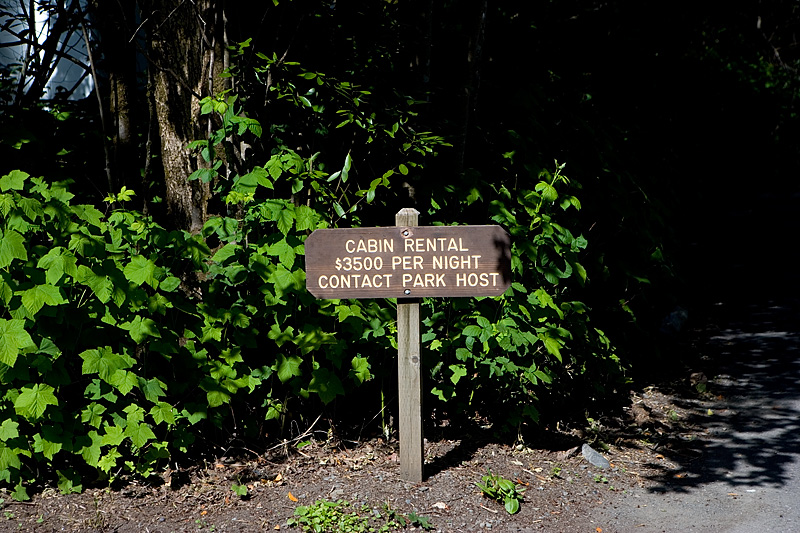 CABIN RENTAL
$3500 PER NIGHT
CONTACT PARK HOST